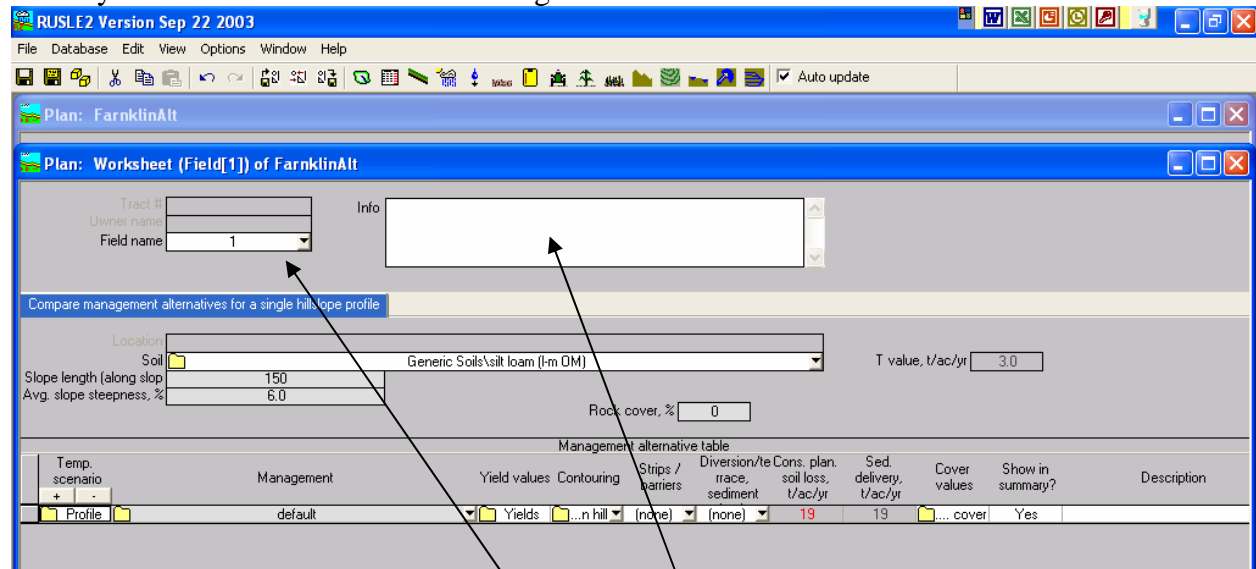 RUSLE2 Version Sep 22 2003
File Database Edit View Options Window Help
Auto update
Plan: FarnklinAlt
Plan: Worksheet (Field[1]) of FarnklinAlt
Tract #
Owner name
Field name 1
Info
Compare management alternatives for a single hillslope profile
Location
Soil Generic Soils\silt loam (l-m OM)
T value, t/ac/yr 3.0
Slope length (along slop 150
Avg. slope steepness, % 6.0
Rock cover, % 0
Management alternative table
Temp. scenario + - Management Yield values Contouring Strips / barriers Diversion/te rrace, sediment Cons. plan. soil loss, t/ac/yr Sed. delivery, t/ac/yr Cover values Show in summary? Description
Profile default Yields ...n hill (none) (none) 19 19 .... cover Yes